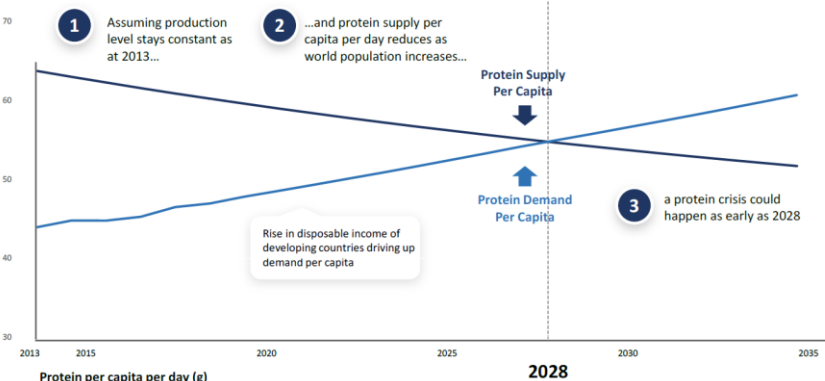 70
60
50
40
30
1
Assuming production
level stays constant as
at 2013...
2
...and protein supply per
capita per day reduces as
world population increases...
Protein Supply
Per Capita
Protein Demand
Per Capita
3
a protein crisis could
happen as early as 2028
Rise in disposable income of
developing countries driving up
demand per capita
2013
2015
2020
2025
2028
2030
2035
Protein per capita per day (g)